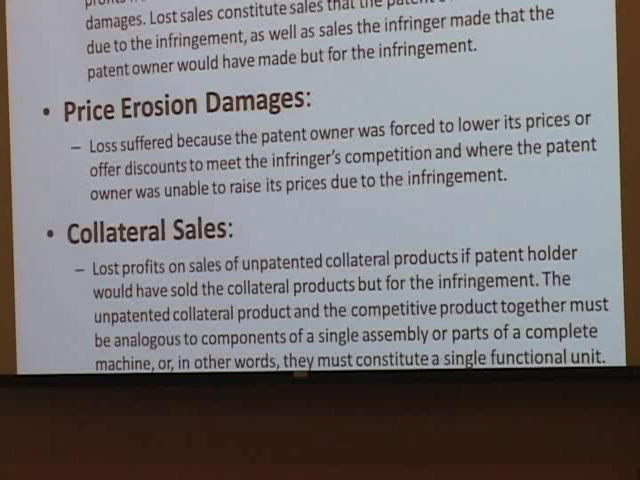 damages. Lost sales constitute sales that the
due to the infringement, as well as sales the infringer made that the
patent owner would have made but for the infringement.
• Price Erosion Damages:
– Loss suffered because the patent owner was forced to lower its prices or
offer discounts to meet the infringer's competition and where the patent
owner was unable to raise its prices due to the infringement.
• Collateral Sales:
– Lost profits on sales of unpatented collateral products if patent holder
would have sold the collateral products but for the infringement. The
unpatented collateral product and the competitive product together must
be analogous to components of a single assembly or parts of a complete
machine, or, in other words, they must constitute a single functional unit.